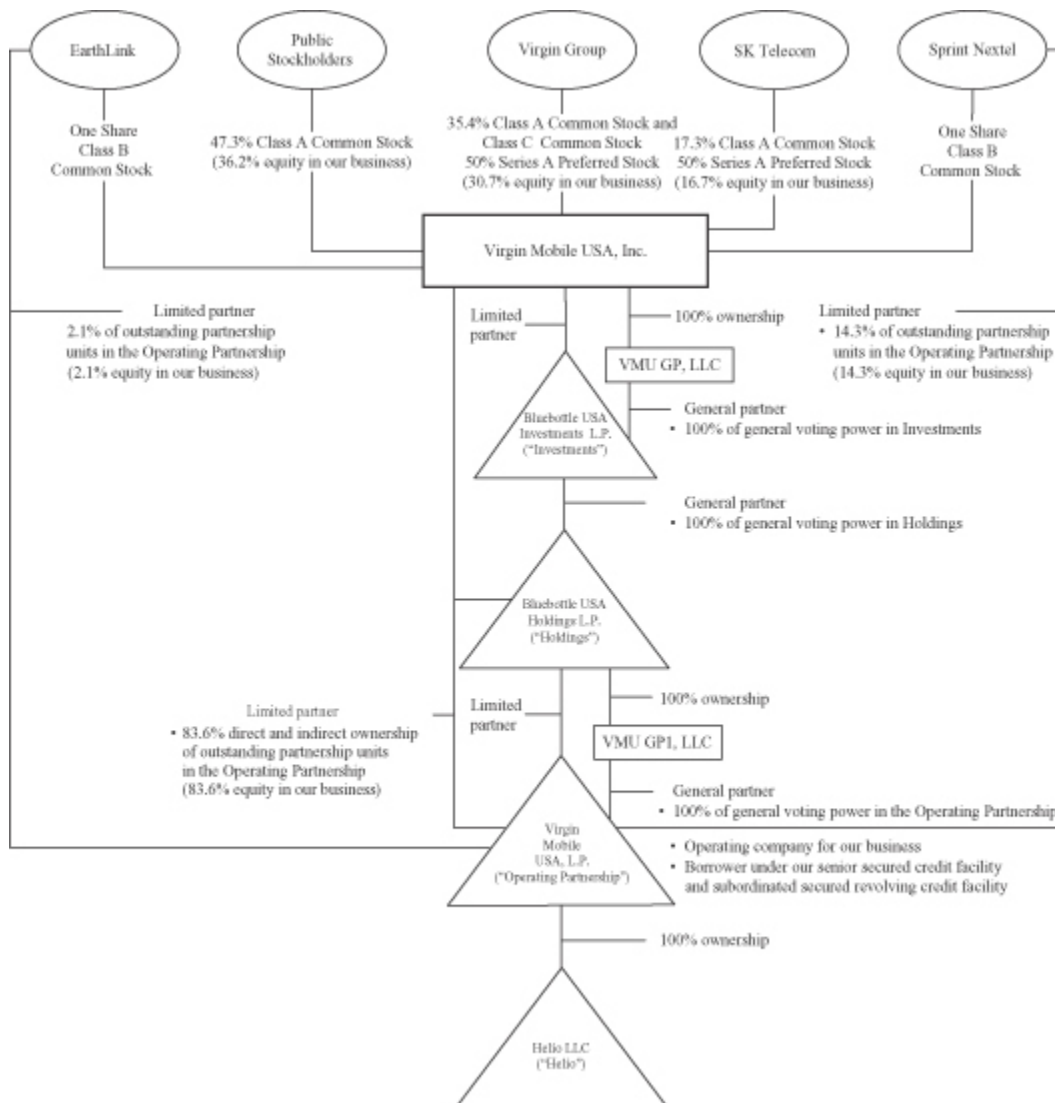 EarthLink
Public
Stockholders
Virgin Group
SK Telecom
Sprint Nextel
One Share
Class B
Common Stock
47.3% Class A Common Stock
(36.2% equity in our business)
35.4% Class A Common Stock and
Class C Common Stock
50% Series A Preferred Stock
(30.7% equity in our business)
17.3% Class A Common Stock
50% Series A Preferred Stock
(16.7% equity in our business)
One Share
Class B
Common Stock
Virgin Mobile USA, Inc.
Limited partner
2.1% of outstanding partnership
units in the Operating Partnership
(2.1% equity in our business)
Limited
partner
100% ownership
Limited partner
• 14.3% of outstanding partnership
units in the Operating Partnership
(14.3% equity in our business)
VMU GP, LLC
Bluebottle USA
Investments L.P.
("Investments")
General partner
• 100% of general voting power in Investments
General partner
• 100% of general voting power in Holdings
Bluebottle USA
Holdings L.P.
("Holdings")
Limited partner
• 83.6% direct and indirect ownership
of outstanding partnership units
in the Operating Partnership
(83.6% equity in our business)
Limited
partner
100% ownership
VMU GP1, LLC
General partner
• 100% of general voting power in the Operating Partnership
Virgin
Mobile
USA, L.P.
("Operating Partnership")
• Operating company for our business
• Borrower under our senior secured credit facility
and subordinated secured revolving credit facility
100% ownership
Helio LLC
("Helio")